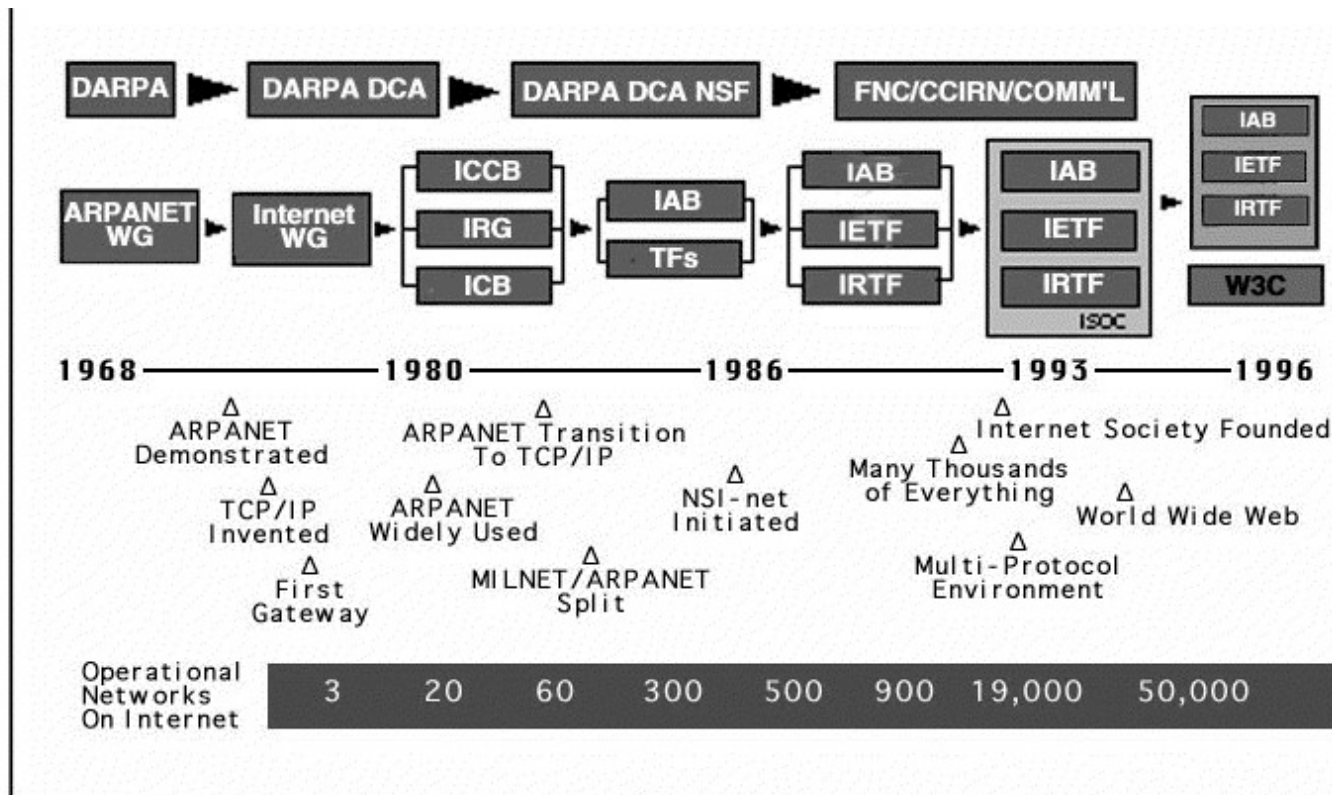 DARPA
DARPA DCA
DARPA DCA NSF
FNC/CCIRN/COMM'L
ARPANET
WG
Internet
WG
ICCB
IRG
ICB
IAB
TFs
IAB
IETF
IRTF
IAB
IETF
IRTF
ISOC
IAB
IETF
IRTF
W3C
1968
1980
1986
1993
1996
ARPANET
Demonstrated
TCP/IP
Invented
First
Gateway
ARPANET Transition
To TCP/IP
ARPANET
Widely Used
MILNET/ARPANET
Split
NSI-net
Initiated
Internet Society Founded
Many Thousands
of Everything
World Wide Web
Multi-Protocol
Environment
Operational
Networks
On Internet
3 20 60 300 500 900 19,000 50,000